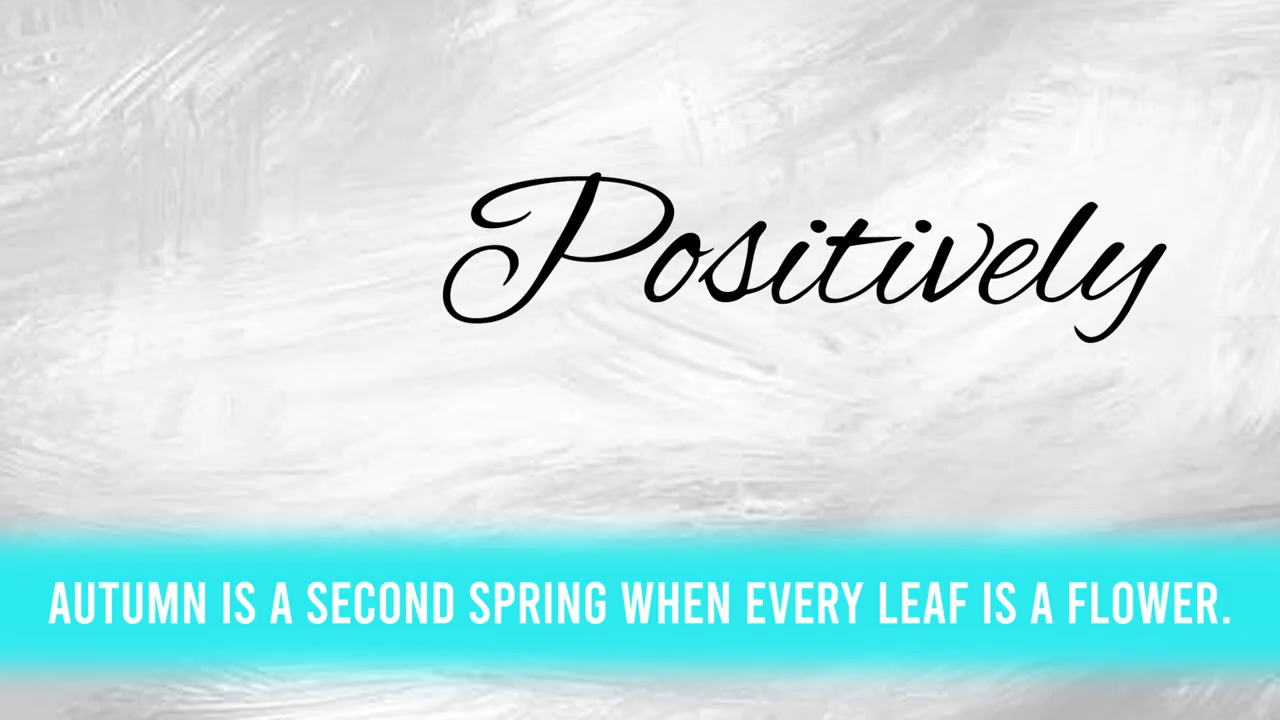 Positively
AUTUMN IS A SECOND SPRING WHEN EVERY LEAF IS A FLOWER.